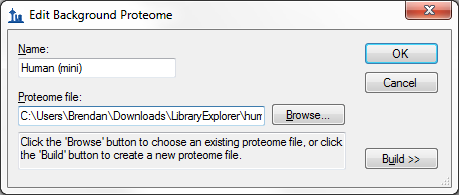 Edit Background Proteome
Name:
Human (mini)
OK
Cancel
Proteome file:
C:\Users\Brendan\Downloads\LibraryExplorer\hum
Browse...
Click the 'Browse' button to choose an existing proteome file, or click
the 'Build' button to create a new proteome file.
Build >>